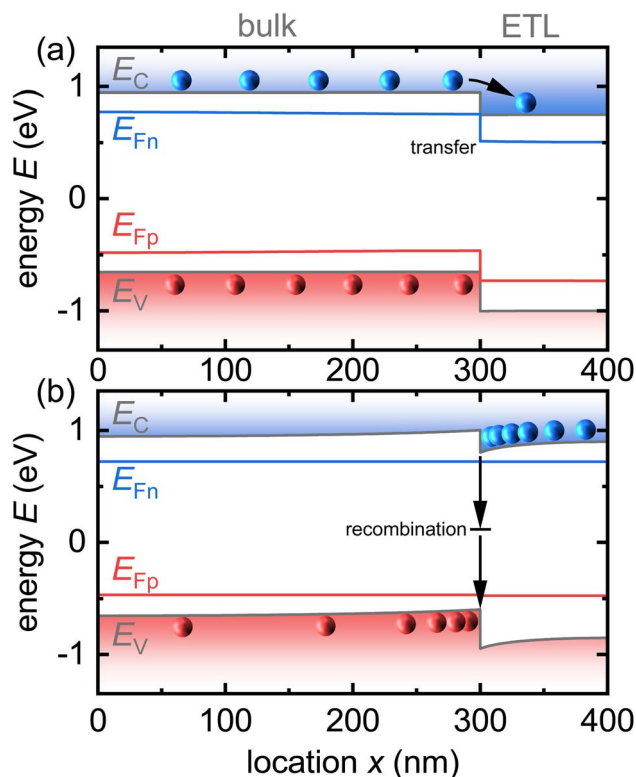 bulk ETL
(a)
E_C
E_Fn
transfer
E_Fp
E_V
energy E (eV)
1
0
-1
0 100 200 300 400
(b)
E_C
E_Fn
recombination
E_Fp
E_V
energy E (eV)
1
0
-1
0 100 200 300 400
location x (nm)